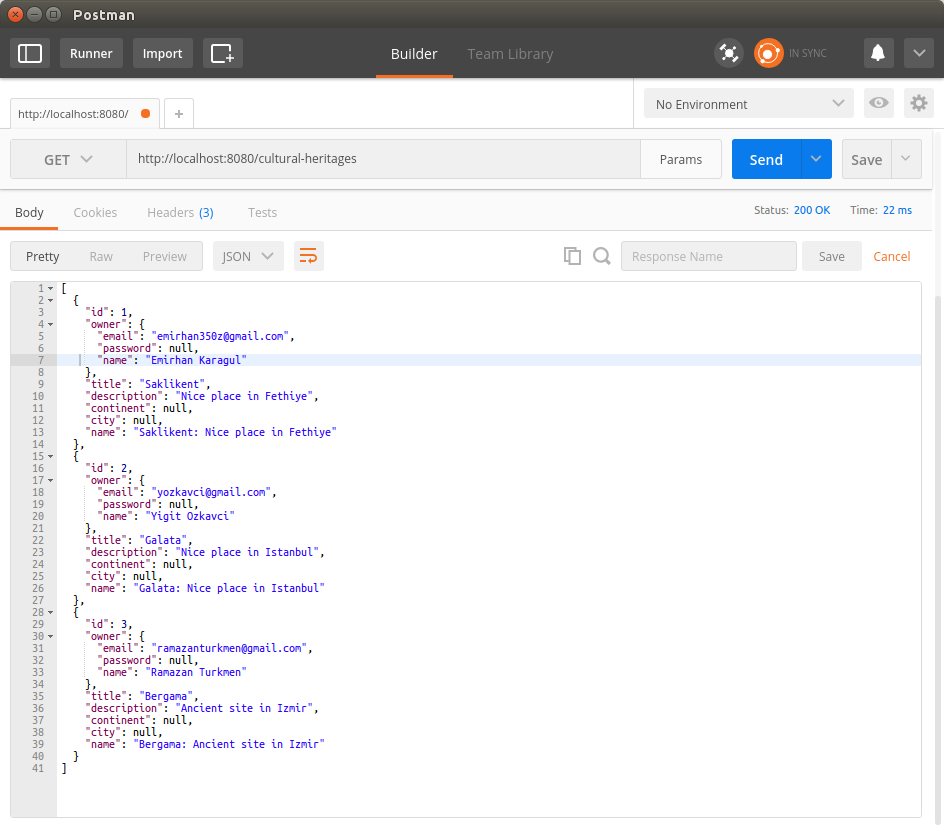 Postman
Runner Import Builder Team Library IN SYNC
http://localhost:8080/ + No Environment
GET http://localhost:8080/cultural-heritages Params Send Save
Body Cookies Headers (3) Tests Status: 200 OK Time: 22 ms
Pretty Raw Preview JSON Response Name Save Cancel
1 [
2 {
3 "id": 1,
4 "owner": {
5 "email": "emirhan350z@gmail.com",
6 "password": null,
7 "name": "Emirhan Karagul"
8 },
9 "title": "Saklikent",
10 "description": "Nice place in Fethiye",
11 "continent": null,
12 "city": null,
13 "name": "Saklikent: Nice place in Fethiye"
14 },
15 {
16 "id": 2,
17 "owner": {
18 "email": "yozkavci@gmail.com",
19 "password": null,
20 "name": "Yigit Ozkavci"
21 },
22 "title": "Galata",
23 "description": "Nice place in Istanbul",
24 "continent": null,
25 "city": null,
26 "name": "Galata: Nice place in Istanbul"
27 },
28 {
29 "id": 3,
30 "owner": {
31 "email": "ramazanturkmen@gmail.com",
32 "password": null,
33 "name": "Ramazan Turkmen"
34 },
35 "title": "Bergama",
36 "description": "Ancient site in Izmir",
37 "continent": null,
38 "city": null,
39 "name": "Bergama: Ancient site in Izmir"
40 }
41 ]